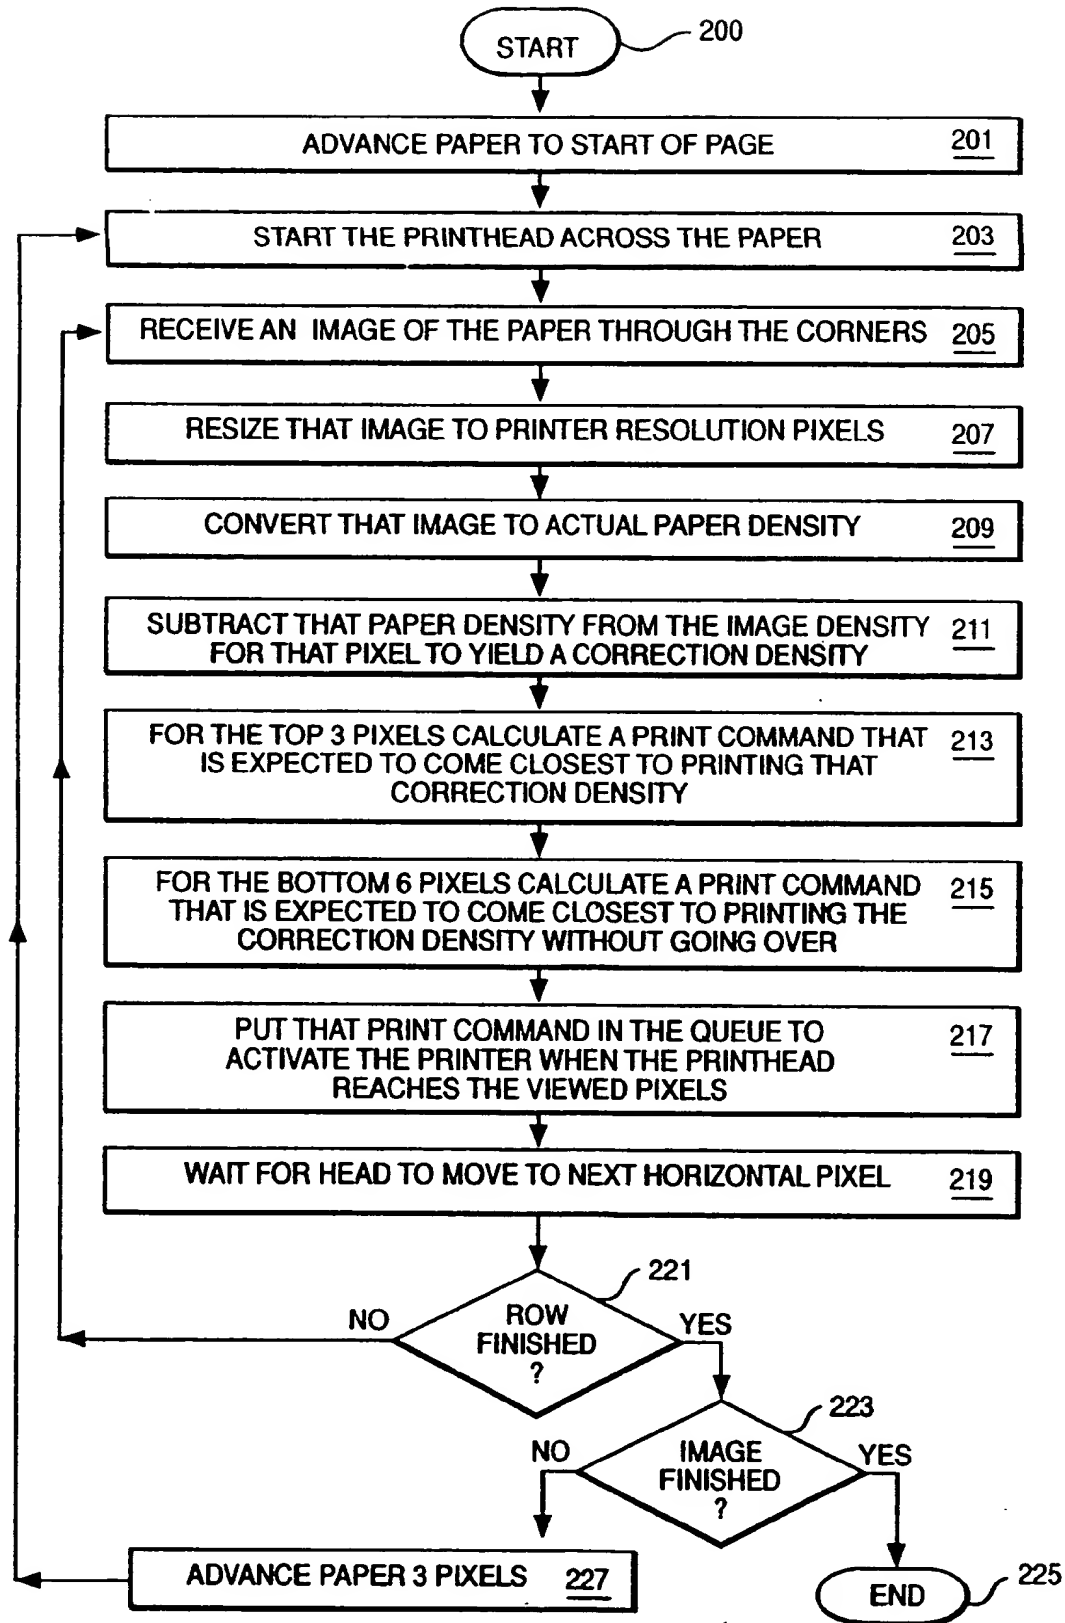 START
200
ADVANCE PAPER TO START OF PAGE 201
START THE PRINTHEAD ACROSS THE PAPER 203
RECEIVE AN IMAGE OF THE PAPER THROUGH THE CORNERS 205
RESIZE THAT IMAGE TO PRINTER RESOLUTION PIXELS 207
CONVERT THAT IMAGE TO ACTUAL PAPER DENSITY 209
SUBTRACT THAT PAPER DENSITY FROM THE IMAGE DENSITY 211
FOR THAT PIXEL TO YIELD A CORRECTION DENSITY
FOR THE TOP 3 PIXELS CALCULATE A PRINT COMMAND THAT 213
IS EXPECTED TO COME CLOSEST TO PRINTING THAT
CORRECTION DENSITY
FOR THE BOTTOM 6 PIXELS CALCULATE A PRINT COMMAND 215
THAT IS EXPECTED TO COME CLOSEST TO PRINTING THE
CORRECTION DENSITY WITHOUT GOING OVER
PUT THAT PRINT COMMAND IN THE QUEUE TO 217
ACTIVATE THE PRINTER WHEN THE PRINTHEAD
REACHES THE VIEWED PIXELS
WAIT FOR HEAD TO MOVE TO NEXT HORIZONTAL PIXEL 219
221
NO
ROW
FINISHED
?
YES
223
NO
IMAGE
FINISHED
?
YES
ADVANCE PAPER 3 PIXELS 227
END
225